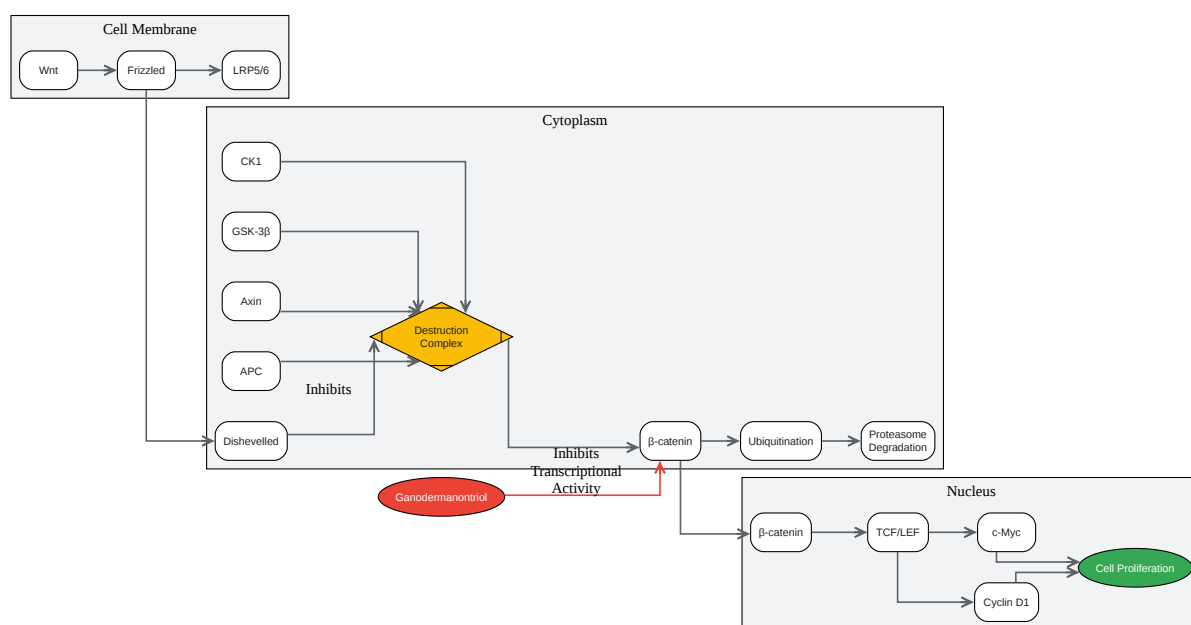 Cell Membrane
Wnt
Frizzled
LRP5/6
Cytoplasm
CK1
GSK-3β
Axin
Destruction
Complex
APC
Inhibits
Dishevelled
β-catenin
Ubiquitination
Proteasome
Degradation
Inhibits
Transcriptional
Activity
Ganodermanontriol
Nucleus
β-catenin
TCF/LEF
c-Myc
Cell Proliferation
Cyclin D1